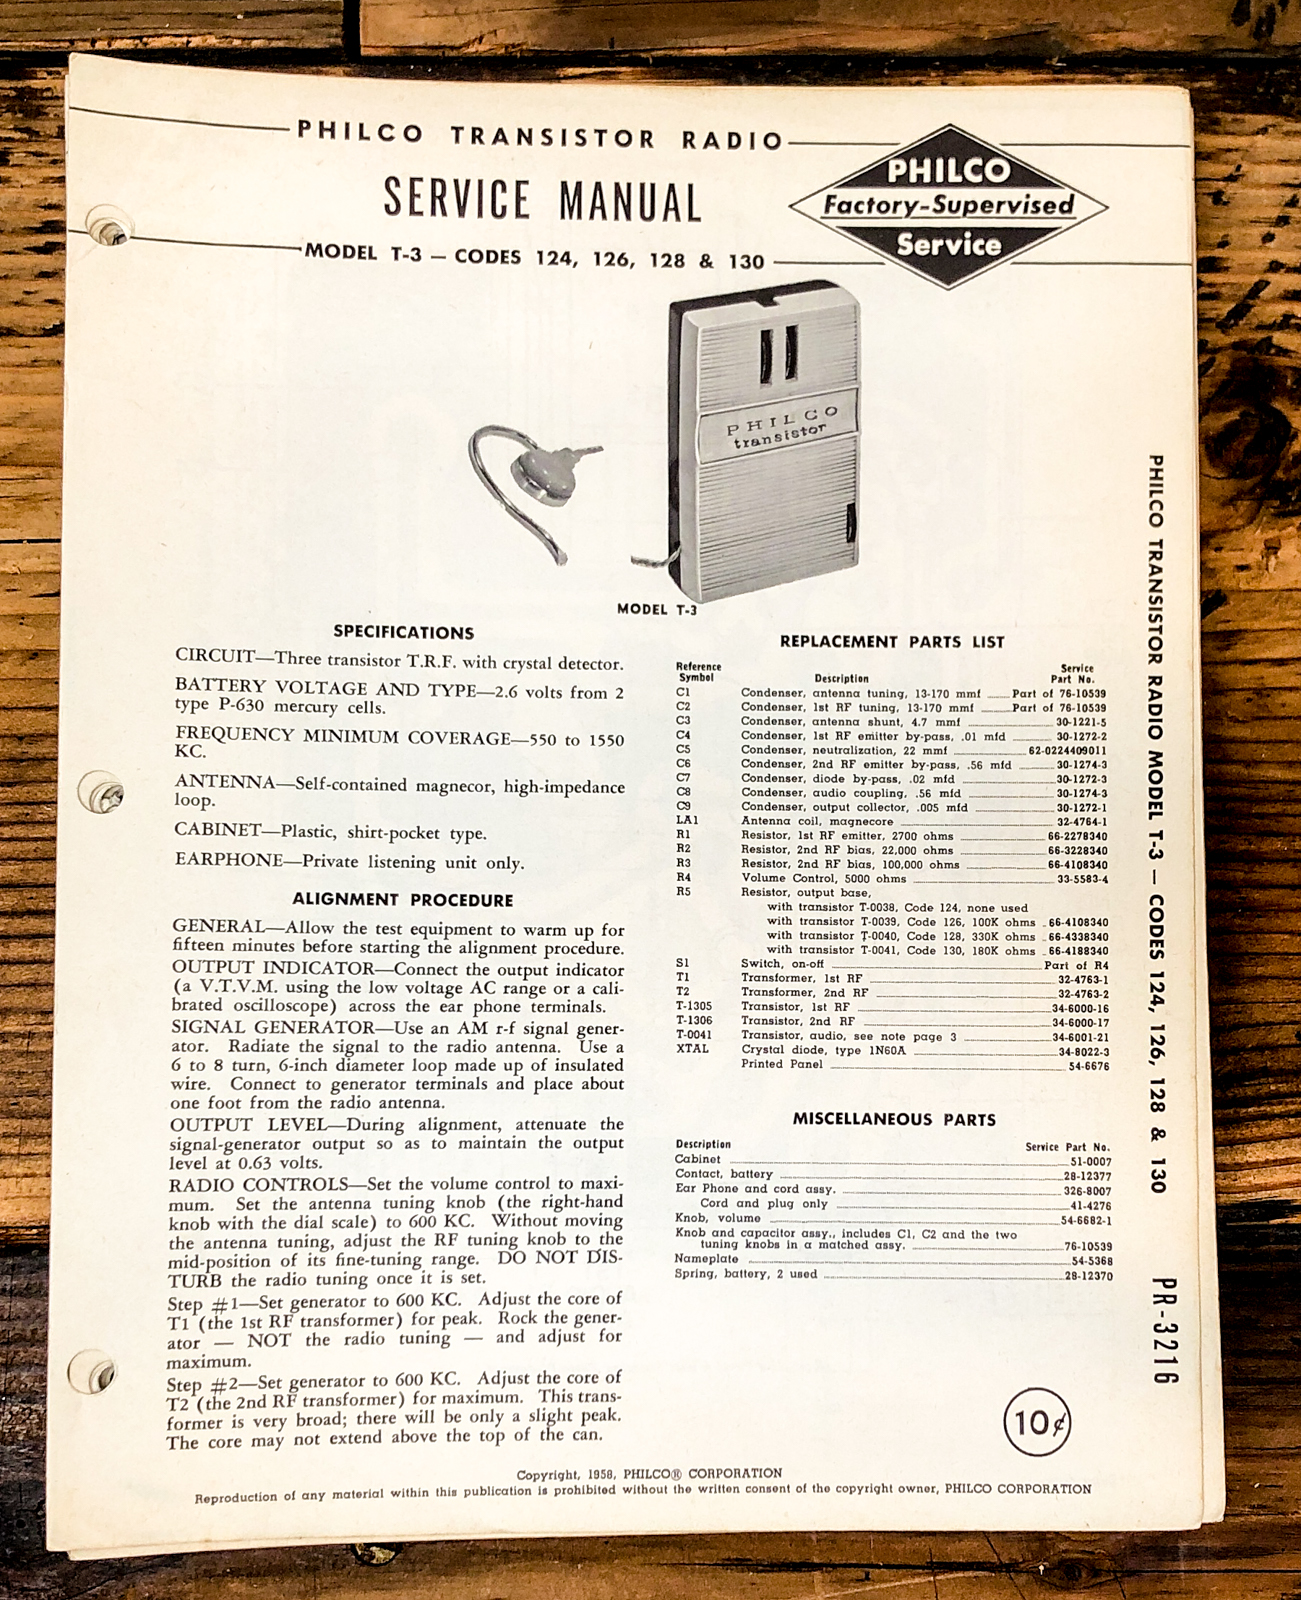 PHILCO TRANSISTOR RADIO
SERVICE MANUAL
MODEL T-3 — CODES 124, 126, 128 & 130
PHILCO
Factory-Supervised
Service
PHILCO
transistor
MODEL T-3
SPECIFICATIONS
CIRCUIT—Three transistor T.R.F. with crystal detector.
BATTERY VOLTAGE AND TYPE—2.6 volts from 2
type P-630 mercury cells.
FREQUENCY MINIMUM COVERAGE—550 to 1550
KC.
ANTENNA—Self-contained magnecor, high-impedance
loop.
CABINET—Plastic, shirt-pocket type.
EARPHONE—Private listening unit only.
ALIGNMENT PROCEDURE
GENERAL—Allow the test equipment to warm up for
fifteen minutes before starting the alignment procedure.
OUTPUT INDICATOR—Connect the output indicator
(a V.T.V.M. using the low voltage AC range or a cali-
brated oscilloscope) across the ear phone terminals.
SIGNAL GENERATOR—Use an AM r-f signal gener-
ator. Radiate the signal to the radio antenna. Use a
6 to 8 turn, 6-inch diameter loop made up of insulated
wire. Connect to generator terminals and place about
one foot from the radio antenna.
OUTPUT LEVEL—During alignment, attenuate the
signal-generator output so as to maintain the output
level at 0.63 volts.
RADIO CONTROLS—Set the volume control to maxi-
mum. Set the antenna tuning knob (the right-hand
knob with the dial scale) to 600 KC. Without moving
the antenna tuning, adjust the RF tuning knob to the
mid-position of its fine-tuning range. DO NOT DIS-
TURB the radio tuning once it is set.
Step #1—Set generator to 600 KC. Adjust the core of
T1 (the 1st RF transformer) for peak. Rock the gener-
ator — NOT the radio tuning — and adjust for
maximum.
Step #2—Set generator to 600 KC. Adjust the core of
T2 (the 2nd RF transformer) for maximum. This trans-
former is very broad; there will be only a slight peak.
The core may not extend above the top of the can.
REPLACEMENT PARTS LIST
Reference Symbol Description Service Part No.
C1 Condenser, antenna tuning, 13-170 mmf Part of 76-10539
C2 Condenser, 1st RF tuning, 13-170 mmf Part of 76-10539
C3 Condenser, antenna shunt, 4.7 mmf 30-1221-5
C4 Condenser, 1st RF emitter by-pass, .01 mfd 30-1272-2
C5 Condenser, neutralization, 22 mmf 62-0224409011
C6 Condenser, 2nd RF emitter by-pass, .56 mfd 30-1274-3
C7 Condenser, diode by-pass, .02 mfd 30-1272-3
C8 Condenser, audio coupling, .56 mfd 30-1274-3
C9 Condenser, output collector, .005 mfd 30-1272-1
LA1 Antenna coil, magnecore 32-4764-1
R1 Resistor, 1st RF emitter, 2700 ohms 66-2278340
R2 Resistor, 2nd RF bias, 22,000 ohms 66-3228340
R3 Resistor, 2nd RF bias, 100,000 ohms 66-4108340
R4 Volume Control, 5000 ohms 33-5583-4
R5 Resistor, output base,
with transistor T-0038, Code 124, none used
with transistor T-0039, Code 126, 100K ohms 66-4108340
with transistor T-0040, Code 128, 330K ohms 66-4338340
with transistor T-0041, Code 130, 180K ohms 66-4188340
S1 Switch, on-off Part of R4
T1 Transformer, 1st RF 32-4763-1
T2 Transformer, 2nd RF 32-4763-2
T-1305 Transistor, 1st RF 34-6000-16
T-1306 Transistor, 2nd RF 34-6000-17
T-0041 Transistor, audio, see note page 3 34-6001-21
XTAL Crystal diode, type 1N60A 34-8022-3
Printed Panel 54-6676
MISCELLANEOUS PARTS
Description Service Part No.
Cabinet 51-0007
Contact, battery 28-12377
Ear Phone and cord assy. 326-8007
Cord and plug only 41-4276
Knob, volume 54-6682-1
Knob and capacitor assy., includes C1, C2 and the two
tuning knobs in a matched assy. 76-10539
Nameplate 54-5368
Spring, battery, 2 used 28-12370
PHILCO TRANSISTOR RADIO MODEL T-3 — CODES 124, 126, 128 & 130
PR-3216
10¢
Copyright, 1958, PHILCO® CORPORATION
Reproduction of any material within this publication is prohibited without the written consent of the copyright owner, PHILCO CORPORATION